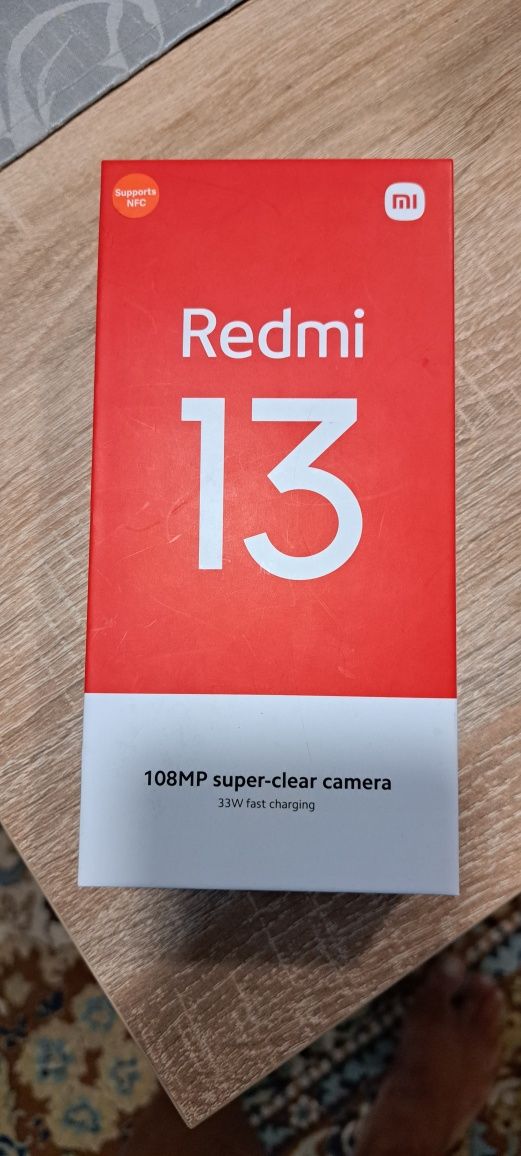 Supports
NFC
mi
Redmi
13
108MP super-clear camera
33W fast charging